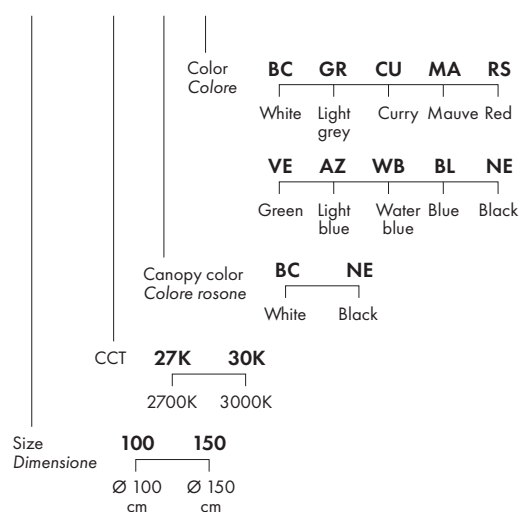 Color
Colore
BC GR CU MA RS
White Light grey Curry Mauve Red
VE AZ WB BL NE
Green Light blue Water blue Blue Black
Canopy color
Colore rosone
BC NE
White Black
CCT 27K 30K
2700K 3000K
Size
Dimensione
100 150
Ø 100 cm Ø 150 cm